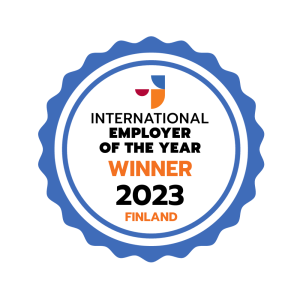 INTERNATIONAL
EMPLOYER
OF THE YEAR
WINNER
2023
FINLAND